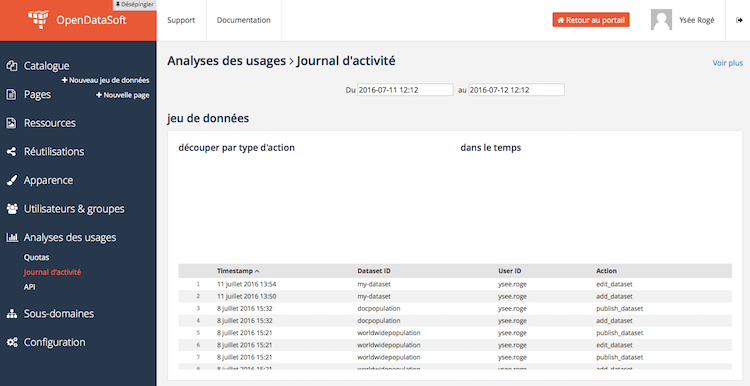 Désépingler
OpenDataSoft
Support
Documentation
Retour au portail
Ysée Rogé
Catalogue
Nouveau jeu de données
Pages
Nouvelle page
Ressources
Réutilisations
Apparence
Utilisateurs & groupes
Analyses des usages
Quotas
Journal d'activité
API
Sous-domaines
Configuration
Analyses des usages > Journal d'activité
Voir plus
Du 2016-07-11 12:12 au 2016-07-12 12:12
jeu de données
découper par type d'action
dans le temps
Timestamp Dataset ID User ID Action
1 11 juillet 2016 13:54 my-dataset ysee.roge edit_dataset
2 11 juillet 2016 13:50 my-dataset ysee.roge add_dataset
3 8 juillet 2016 15:32 docpopulation ysee.roge publish_dataset
4 8 juillet 2016 15:32 docpopulation ysee.roge add_dataset
5 8 juillet 2016 15:21 worldwidepopulation ysee.roge publish_dataset
6 8 juillet 2016 15:21 worldwidepopulation ysee.roge edit_dataset
7 8 juillet 2016 15:21 worldwidepopulation ysee.roge publish_dataset
8 8 juillet 2016 15:21 worldwidepopulation ysee.roge add_dataset